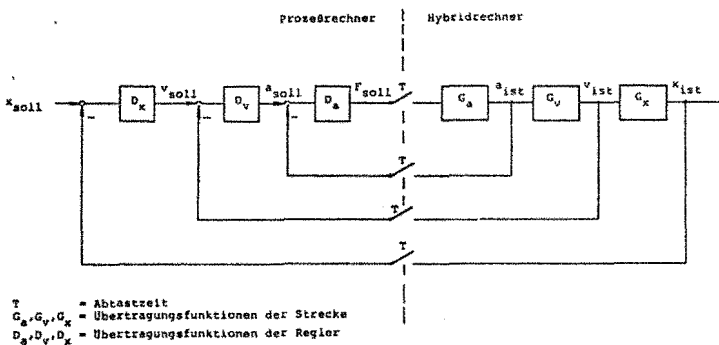 Prozeßrechner Hybridrechner
x_soll D_x v_soll D_v a_soll D_a F_soll T G_a a_ist G_v v_ist G_x x_ist
T
T
T
T = Abtastzeit
G_a,G_v,G_x = Übertragungsfunktionen der Strecke
D_a,D_v,D_x = Übertragungsfunktionen der Regler